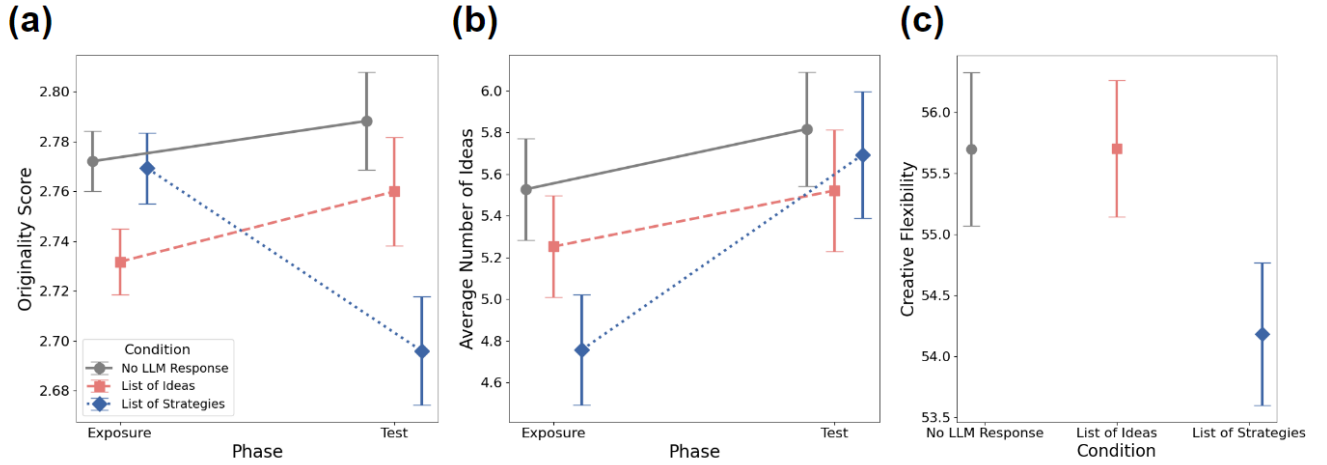 (a)
Originality Score
2.80
2.78
2.76
2.74
2.72
2.70
2.68
Condition
No LLM Response
List of Ideas
List of Strategies
Exposure
Test
Phase
(b)
Average Number of Ideas
6.0
5.8
5.6
5.4
5.2
5.0
4.8
4.6
Exposure
Test
Phase
(c)
Creative Flexibility
56.0
55.5
55.0
54.5
54.0
53.5
No LLM Response
List of Ideas
List of Strategies
Condition